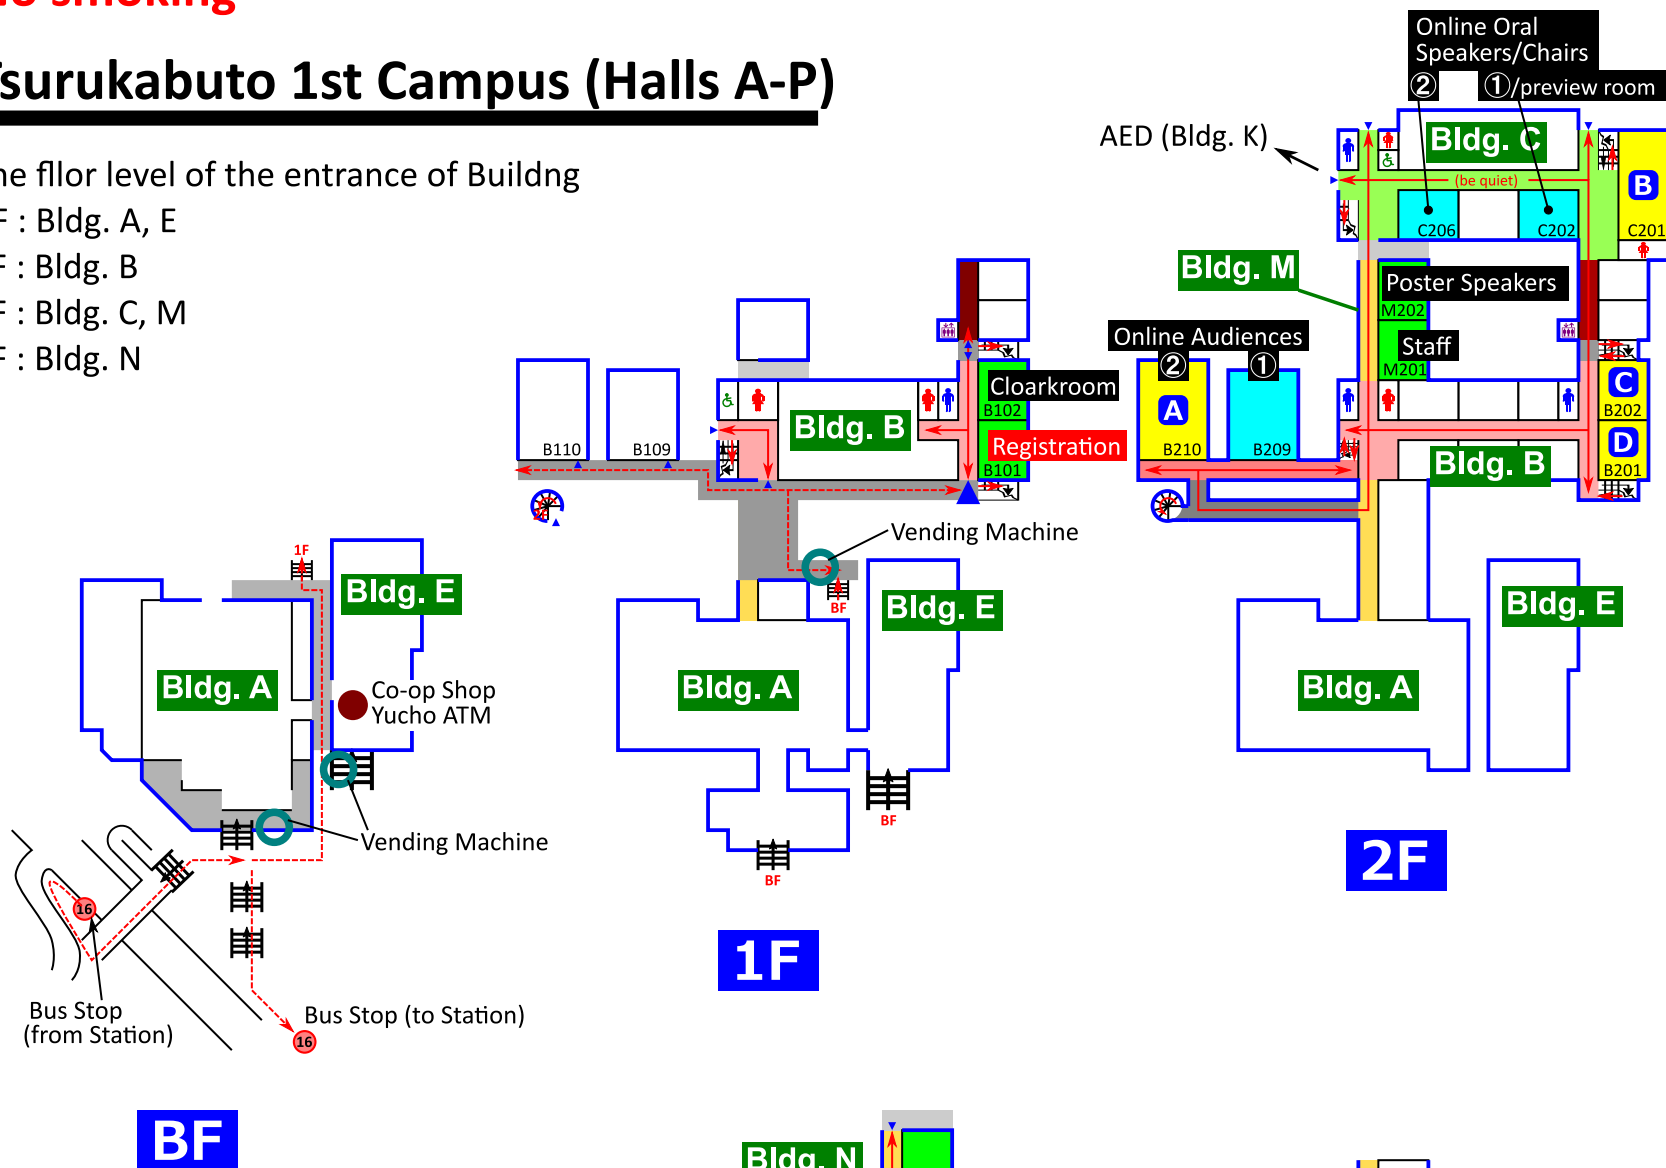 smoking
Tsurukabuto 1st Campus (Halls A-P)
he fllor level of the entrance of Buildng
F : Bldg. A, E
F : Bldg. B
F : Bldg. C, M
F : Bldg. N
Online Oral
Speakers/Chairs
② ①/preview room
AED (Bldg. K)
Bldg. C
(be quiet)
B
C206
C202
C201
Bldg. M
Poster Speakers
M202
Staff
M201
Online Audiences
② ①
A
B210
B209
C
B202
D
B201
Bldg. B
Bldg. A
Bldg. E
2F
B110
B109
Bldg. B
Cloarkroom
B102
Registration
B101
Vending Machine
BF
Bldg. E
Bldg. A
BF
BF
1F
1F
Bldg. E
Bldg. A
Co-op Shop
Yucho ATM
Vending Machine
16
Bus Stop
(from Station)
Bus Stop (to Station)
16
BF
Bldg. N